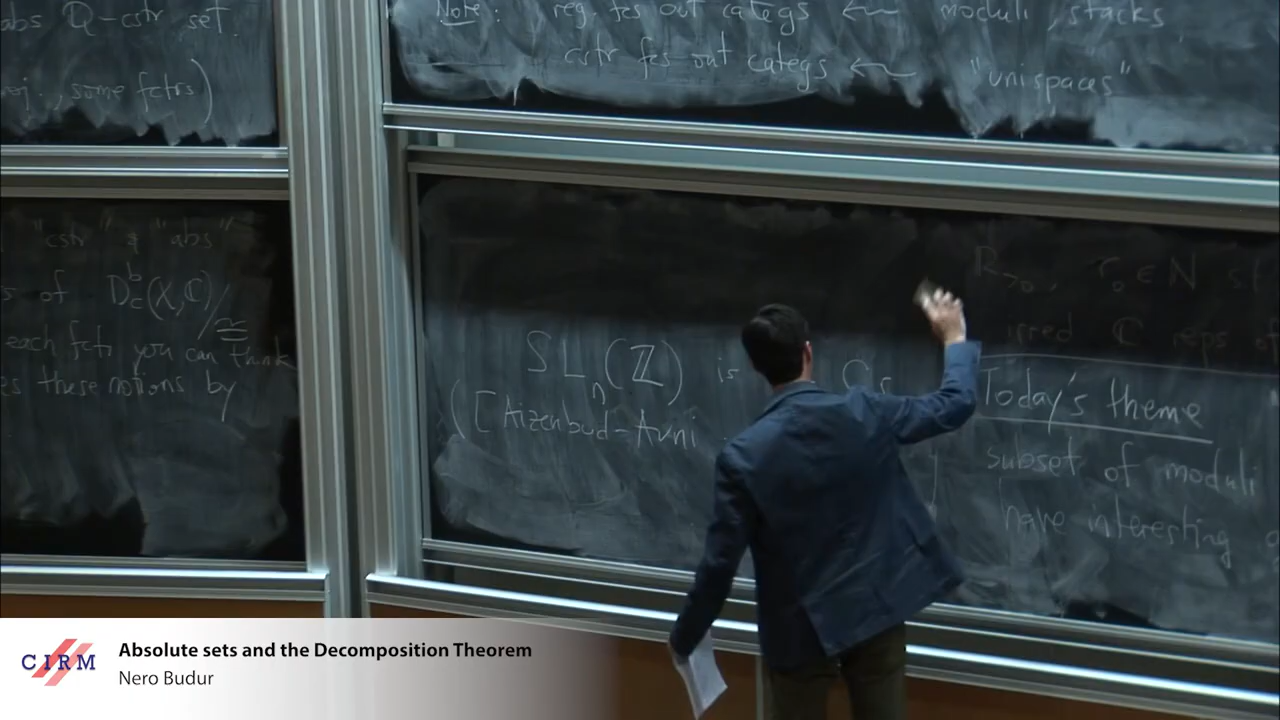 abs Q-cstr set.
, some fctrs)
"cstr" & "abs"
s of D^b_c(X,C)/≅
each fctr you can think
es these notions by
Note: reg. fcs out categs ← moduli, stacks
cstr fcs out categs ← "unispaces"
R_{>0}, r_0 ∈ N s.t.
irred C reps of
SL_n(Z) is
([Aizenbud-Avni
Today's theme
subset of moduli
have interesting
CIRM
Absolute sets and the Decomposition Theorem
Nero Budur